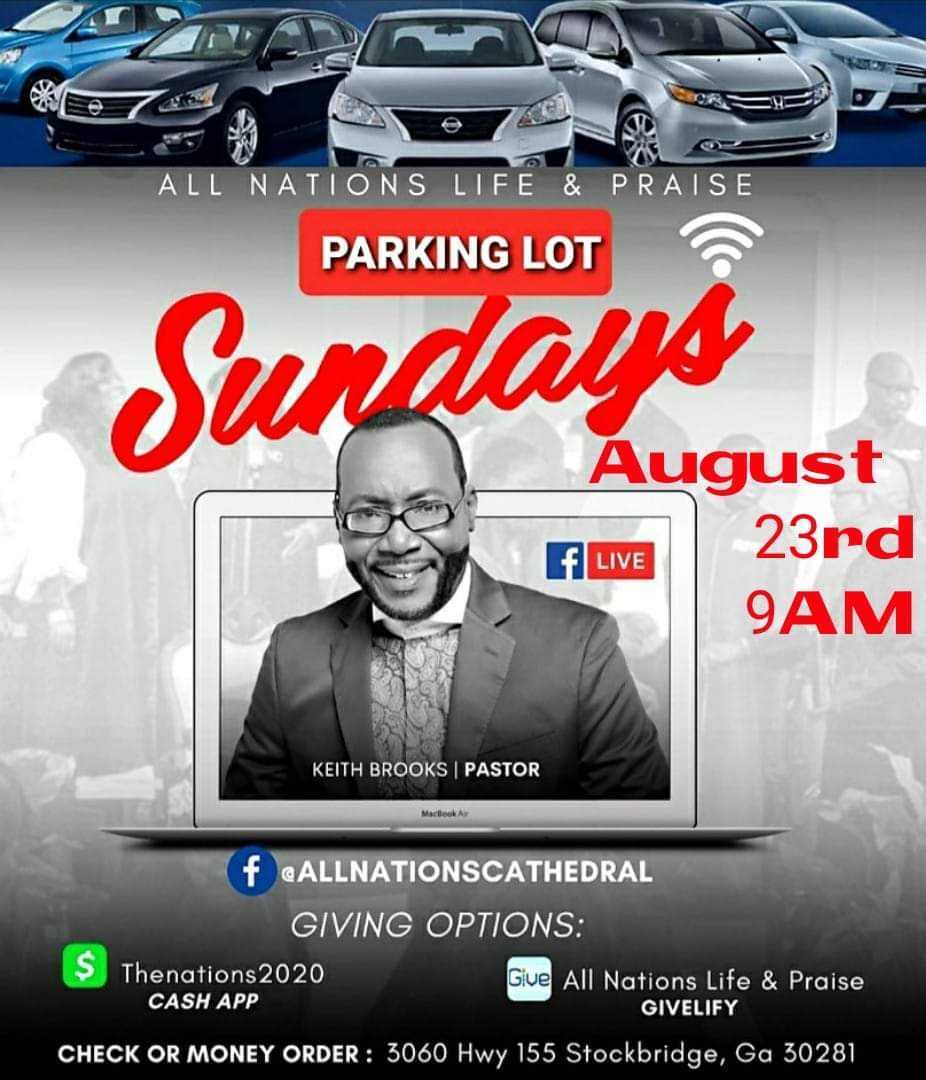 ALL NATIONS LIFE & PRAISE
PARKING LOT
Sundays
August
23rd
9AM
f LIVE
KEITH BROOKS | PASTOR
MacBook Air
f @ALLNATIONSCATHEDRAL
GIVING OPTIONS:
$ Thenations2020
CASH APP
Give All Nations Life & Praise
GIVELIFY
CHECK OR MONEY ORDER : 3060 Hwy 155 Stockbridge, Ga 30281